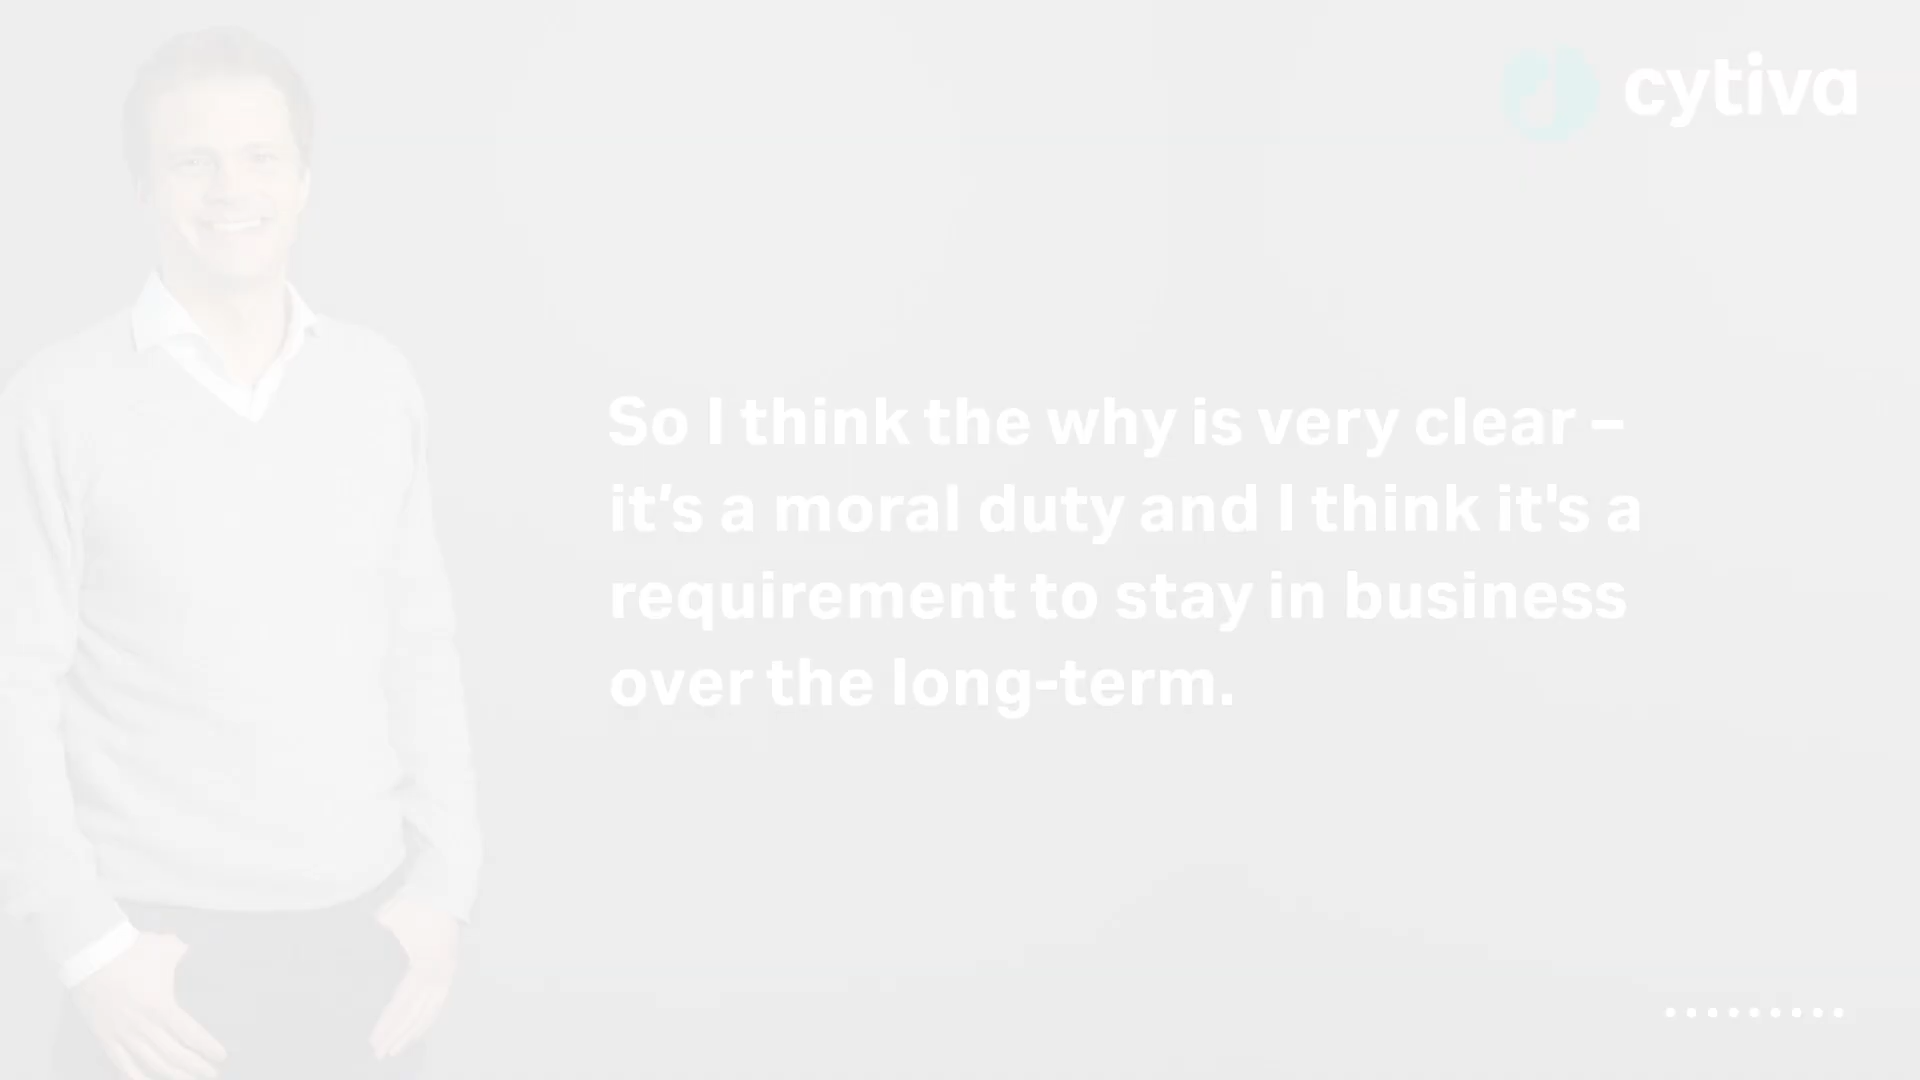 cytiva
So I think the why is very clear –
it’s a moral duty and I think it's a
requirement to stay in business
over the long-term.